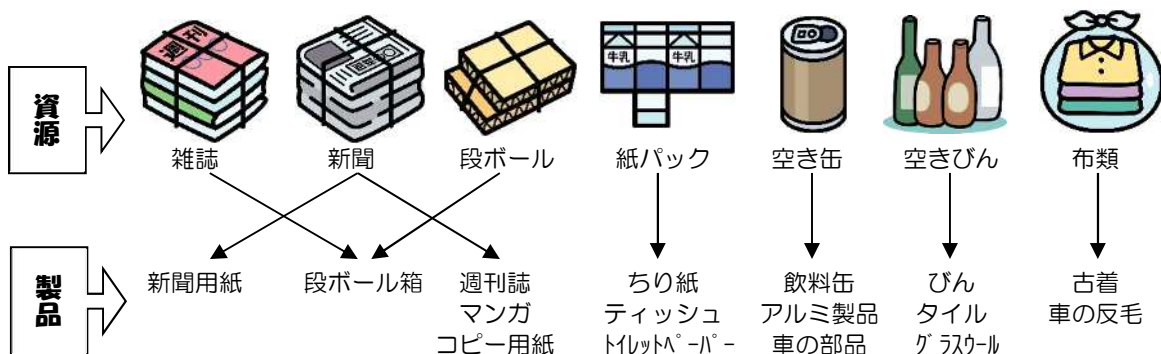 資源
週刊
牛乳
牛乳
雑誌
新聞
段ボール
紙パック
空き缶
空きびん
布類
製品
新聞用紙
段ボール箱
週刊誌
マンガ
コピー用紙
ちり紙
ティッシュ
ﾄｲﾚｯﾄﾍﾟｰﾊﾟｰ
飲料缶
アルミ製品
車の部品
びん
タイル
ｸﾞﾗｽｳｰﾙ
古着
車の反毛